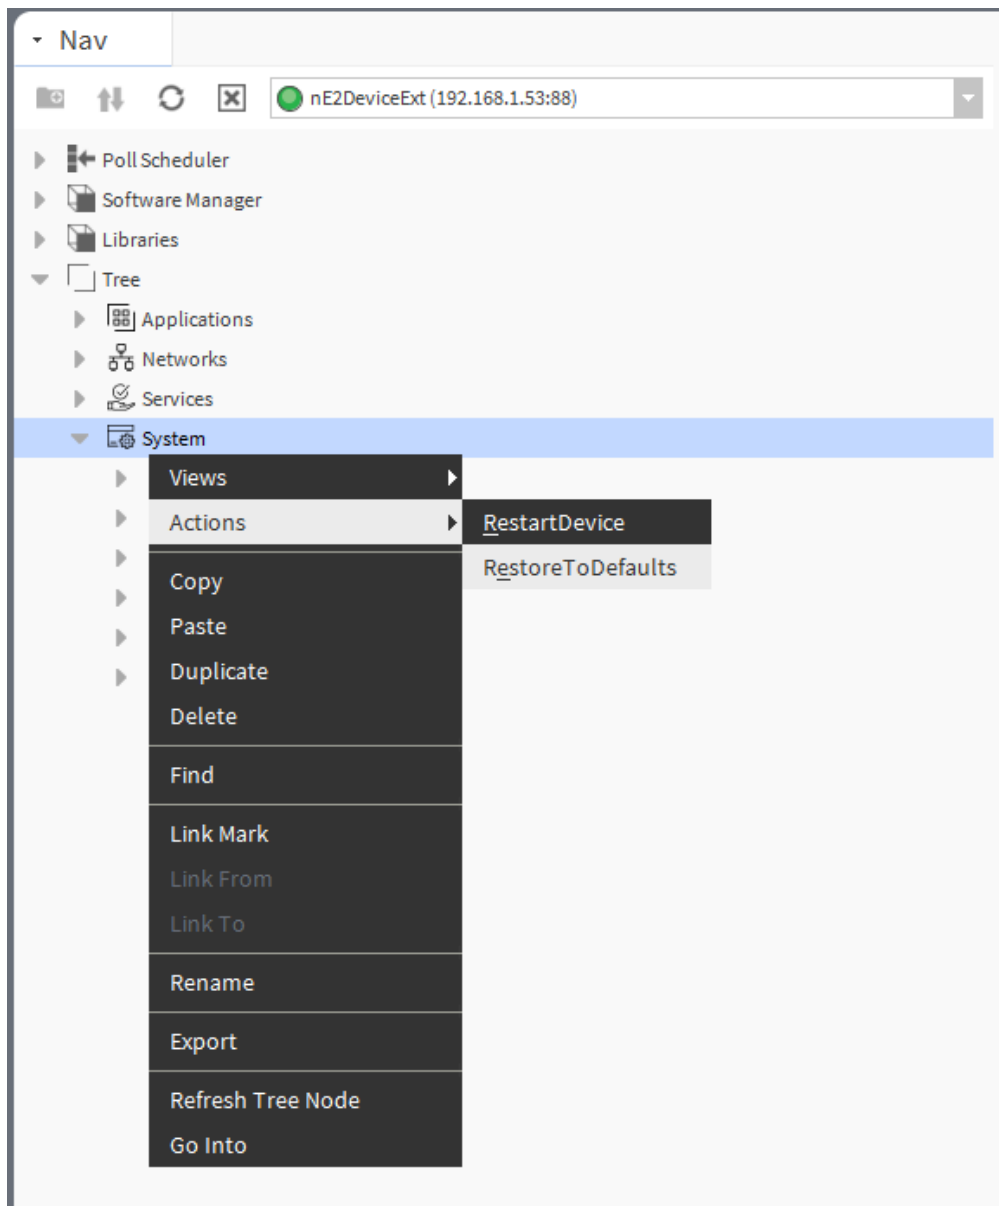 Nav
nE2DeviceExt (192.168.1.53:88)
Poll Scheduler
Software Manager
Libraries
Tree
Applications
Networks
Services
System
Views
Actions
RestartDevice
RestoreToDefaults
Copy
Paste
Duplicate
Delete
Find
Link Mark
Link From
Link To
Rename
Export
Refresh Tree Node
Go Into